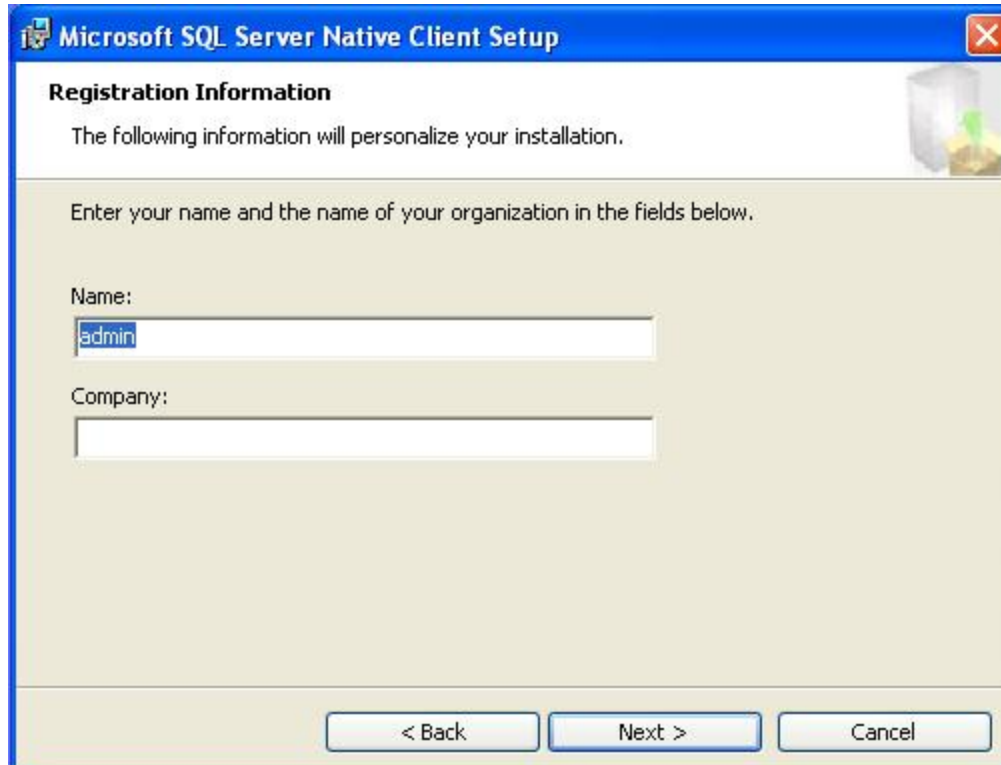 Microsoft SQL Server Native Client Setup
Registration Information
The following information will personalize your installation.
Enter your name and the name of your organization in the fields below.
Name:
admin
Company:
< Back
Next >
Cancel